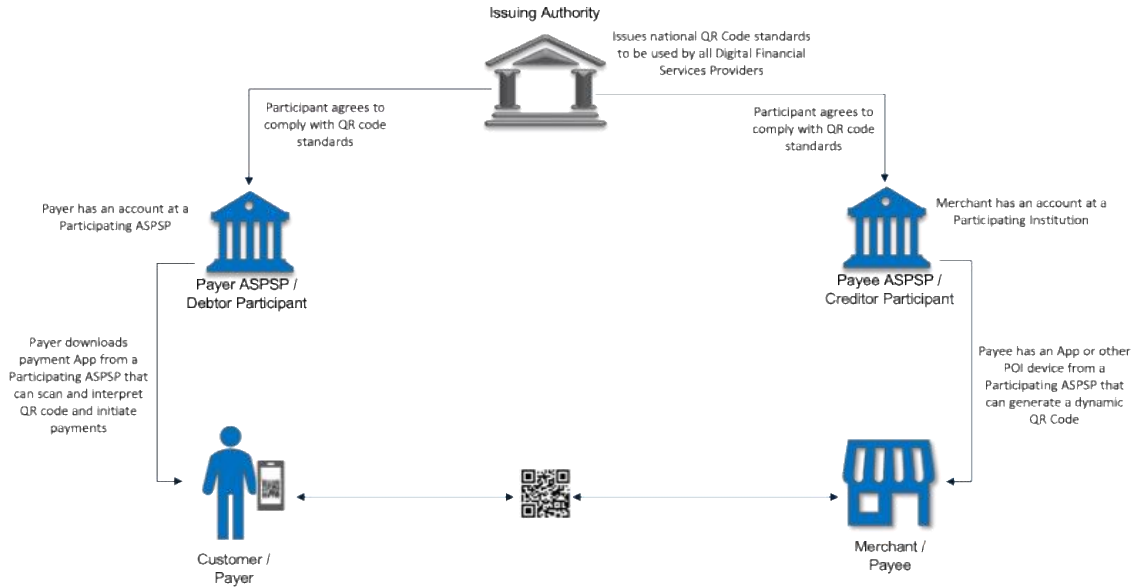 Issuing Authority
Issues national QR Code standards
to be used by all Digital Financial
Services Providers
Participant agrees to
comply with QR code
standards
Participant agrees to
comply with QR code
standards
Payer has an account at a
Participating ASPSP
Merchant has an account at a
Participating Institution
Payer ASPSP /
Debtor Participant
Payee ASPSP /
Creditor Participant
Payer downloads
payment App from a
Participating ASPSP that
can scan and interpret
QR code and initiate
payments
Payee has an App or other
POI device from a
Participating ASPSP that
can generate a dynamic
QR Code
Customer /
Payer
Merchant /
Payee